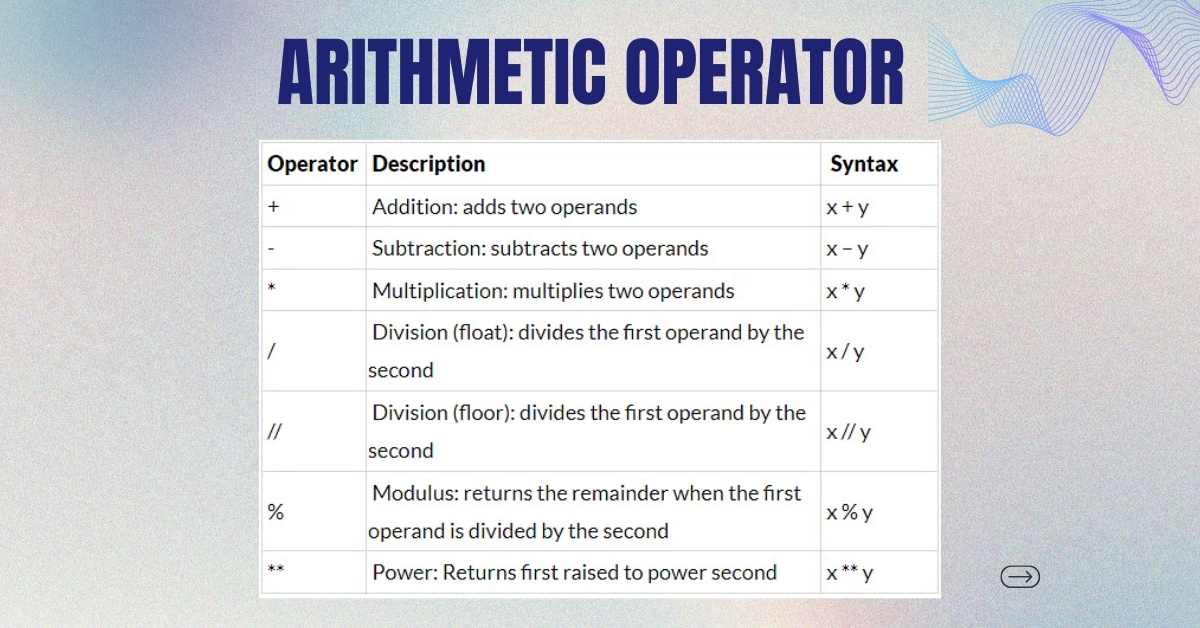 ARITHMETIC OPERATOR
Operator Description Syntax
+ Addition: adds two operands x + y
- Subtraction: subtracts two operands x – y
* Multiplication: multiplies two operands x * y
Division (float): divides the first operand by the
/ x / y
second
Division (floor): divides the first operand by the
// x // y
second
Modulus: returns the remainder when the first
% x % y
operand is divided by the second
** Power: Returns first raised to power second x ** y